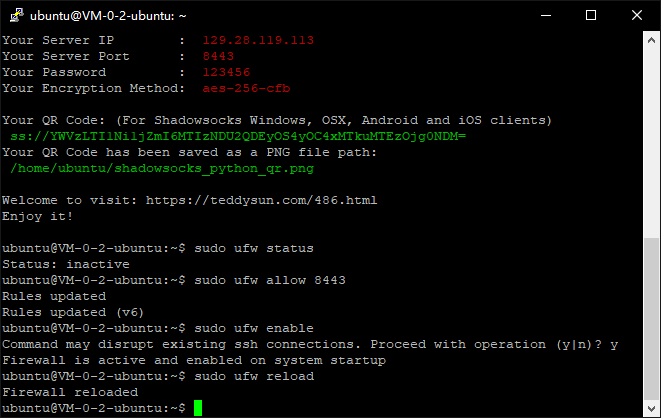 ubuntu@VM-0-2-ubuntu: ~
Your Server IP        :  129.28.119.113
Your Server Port      :  8443
Your Password         :  123456
Your Encryption Method:  aes-256-cfb
Your QR Code: (For Shadowsocks Windows, OSX, Android and iOS clients)
ss://YWVzLTI1Ni1jZmI6MTIzNDU2QDEyOS4yOC4xMTkuMTEzOjg0NDM=
Your QR Code has been saved as a PNG file path:
/home/ubuntu/shadowsocks_python_qr.png
Welcome to visit: https://teddysun.com/486.html
Enjoy it!
ubuntu@VM-0-2-ubuntu:~$ sudo ufw status
Status: inactive
ubuntu@VM-0-2-ubuntu:~$ sudo ufw allow 8443
Rules updated
Rules updated (v6)
ubuntu@VM-0-2-ubuntu:~$ sudo ufw enable
Command may disrupt existing ssh connections. Proceed with operation (y|n)? y
Firewall is active and enabled on system startup
ubuntu@VM-0-2-ubuntu:~$ sudo ufw reload
Firewall reloaded
ubuntu@VM-0-2-ubuntu:~$